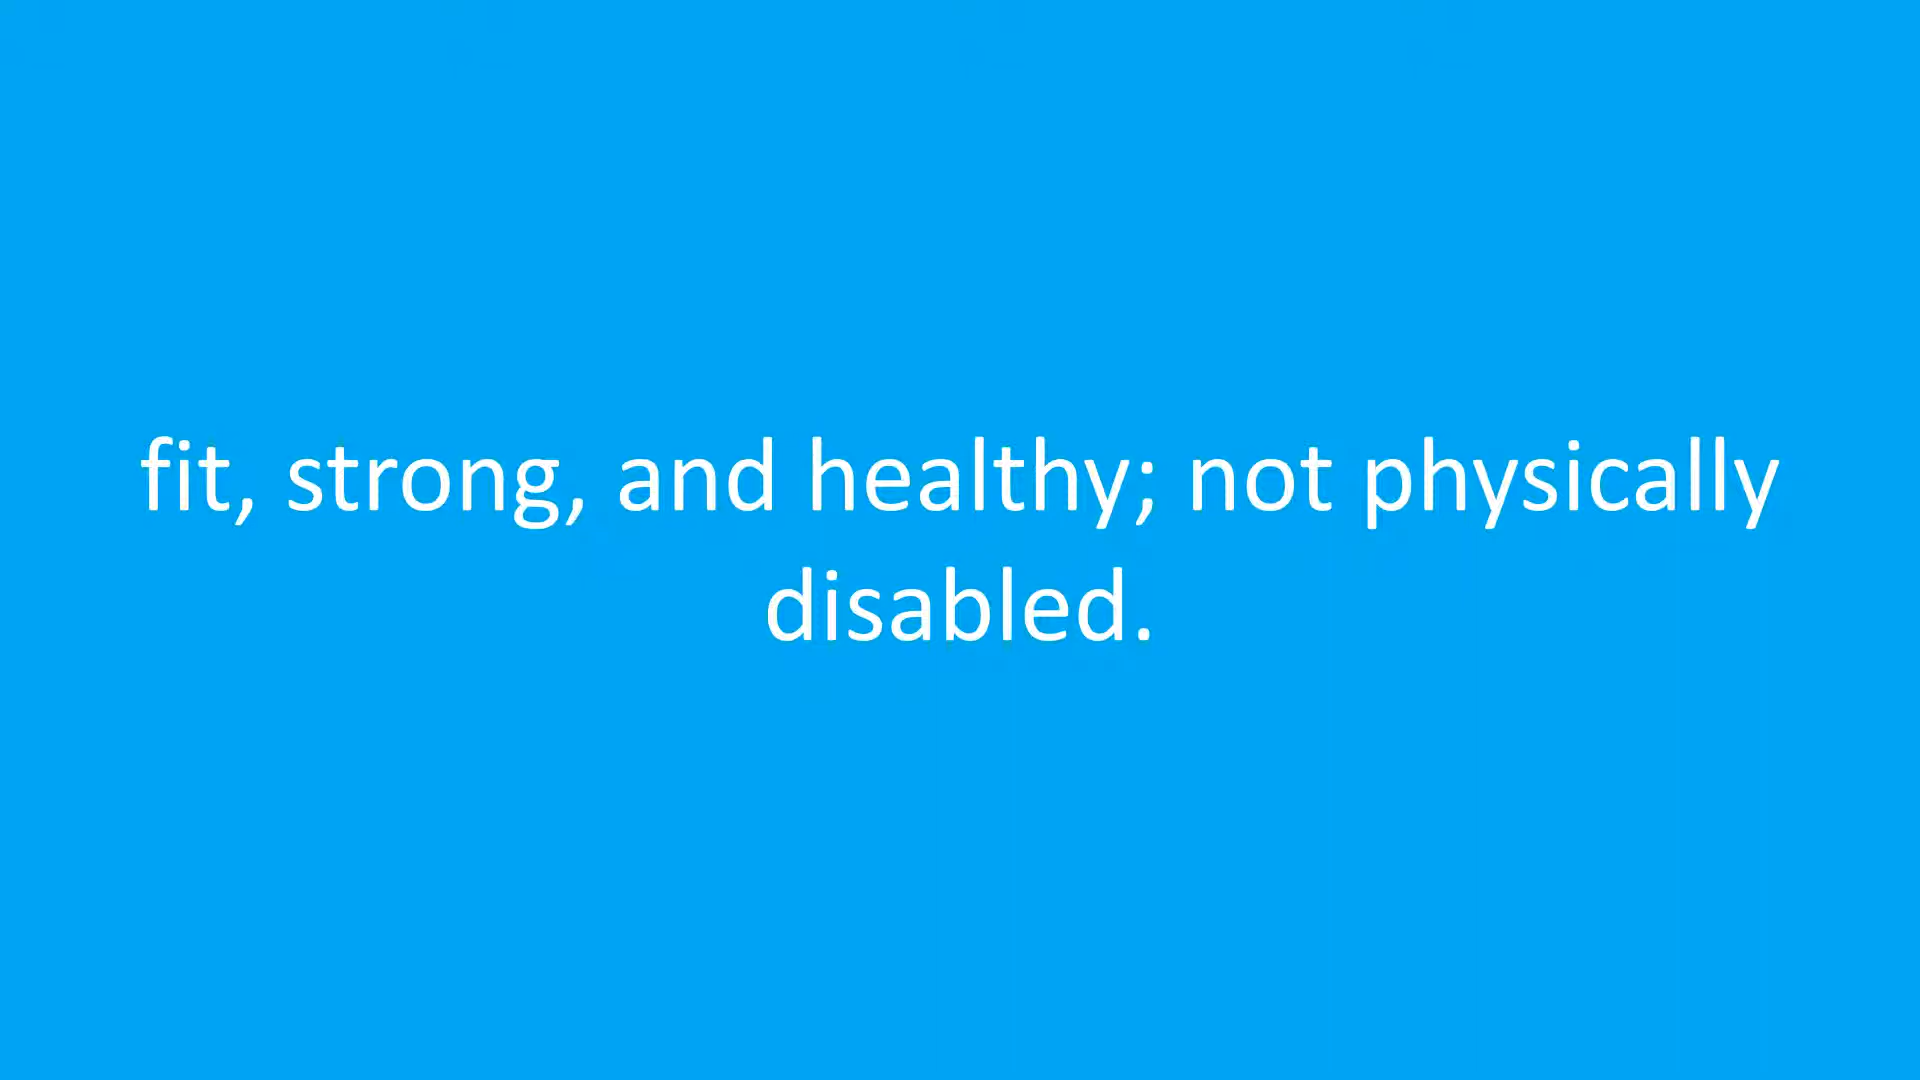 fit, strong, and healthy; not physically
disabled.